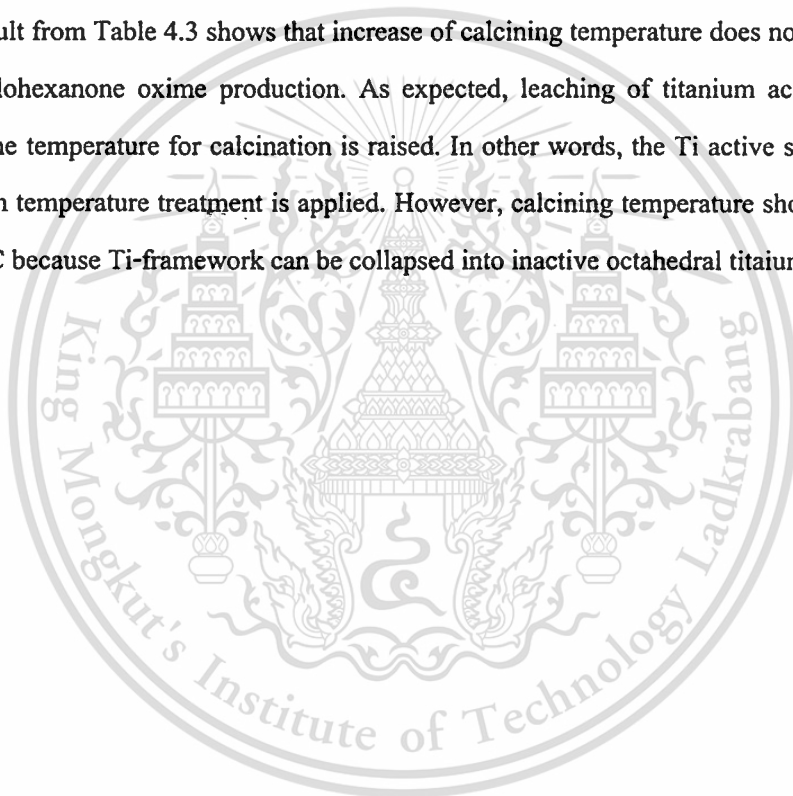 ult from Table 4.3 shows that increase of calcining temperature does no
lohexanone oxime production. As expected, leaching of titanium ac
ne temperature for calcination is raised. In other words, the Ti active s
n temperature treatment is applied. However, calcining temperature sho
C because Ti-framework can be collapsed into inactive octahedral titaiun
King Mongkut's Institute of Technology Ladkrabang